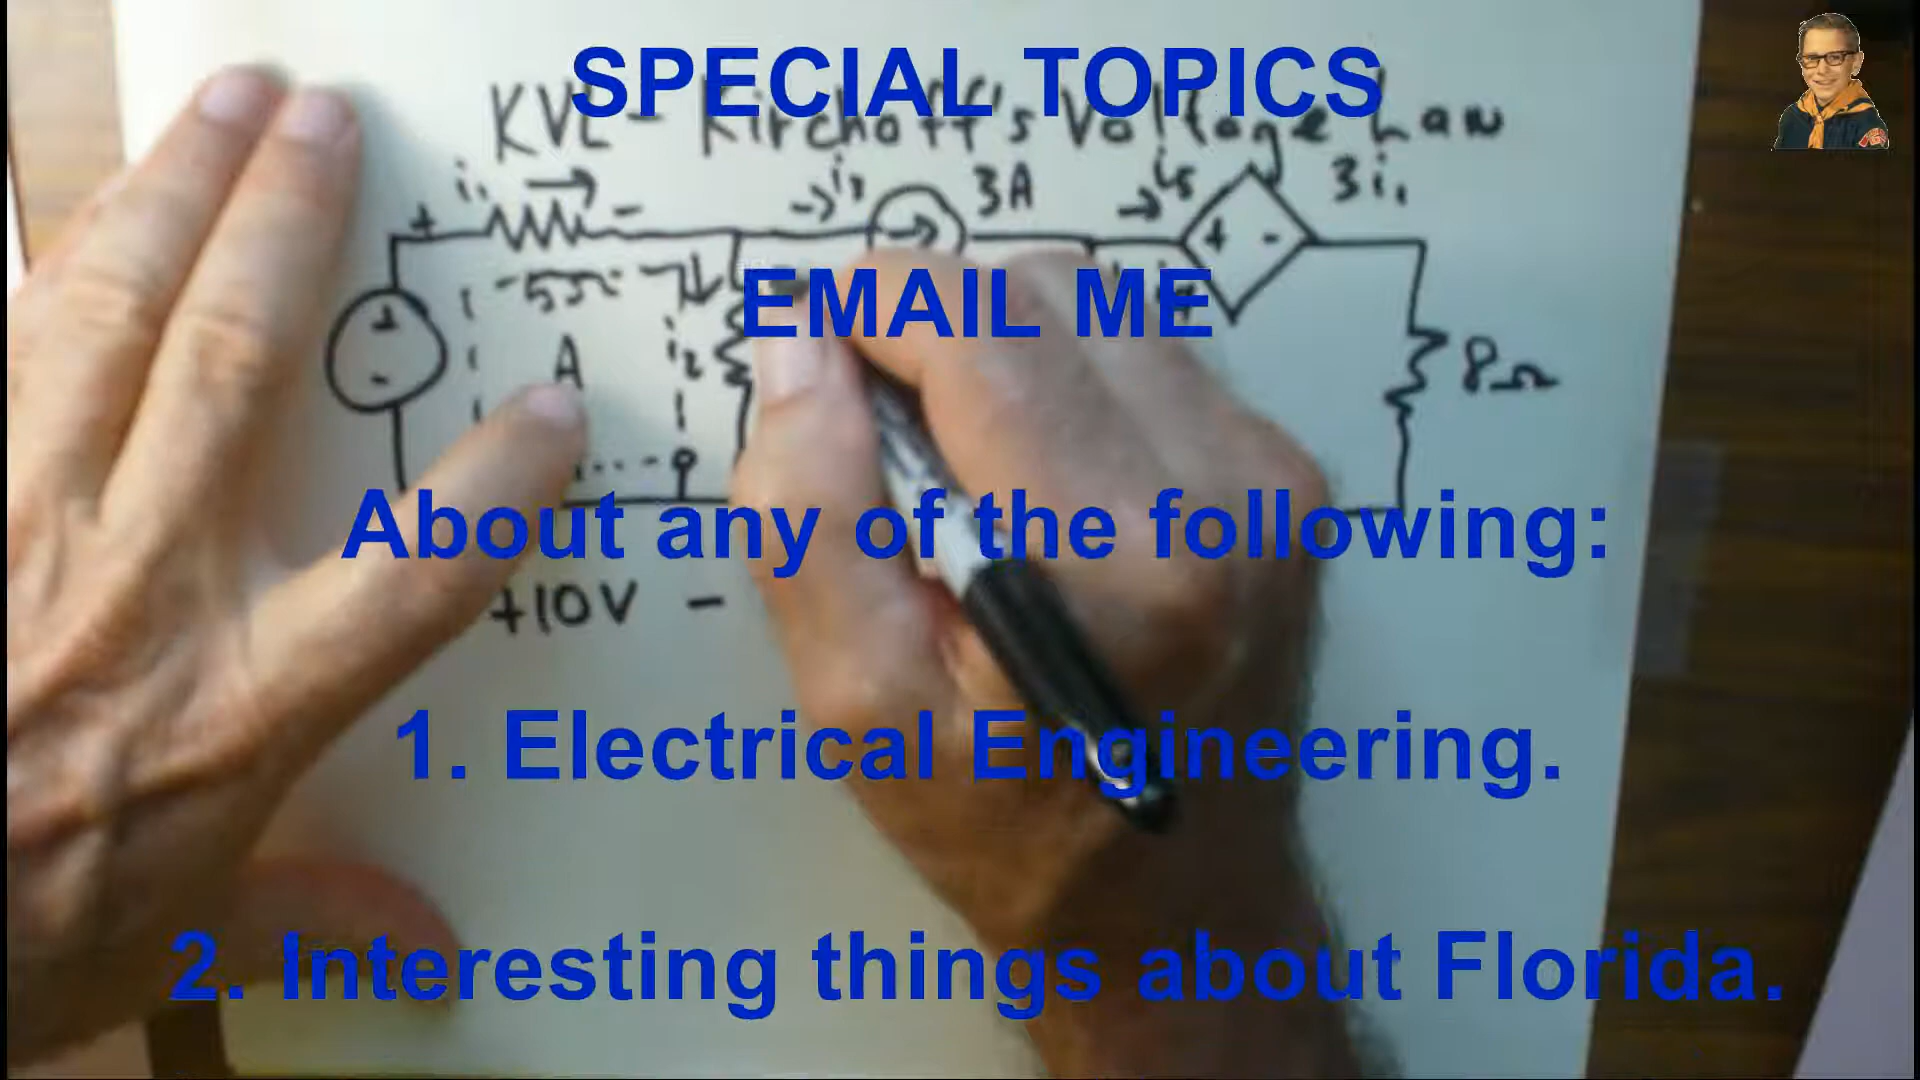 SPECIAL TOPICS
KVL - Kirchoff's Voltage Law
i₁
i₃
3A
i₅
3i₁
+
-
+ -
5Ω
EMAIL ME
+
-
A
i₂
8Ω
About any of the following:
+10V -
1. Electrical Engineering.
2. Interesting things about Florida.